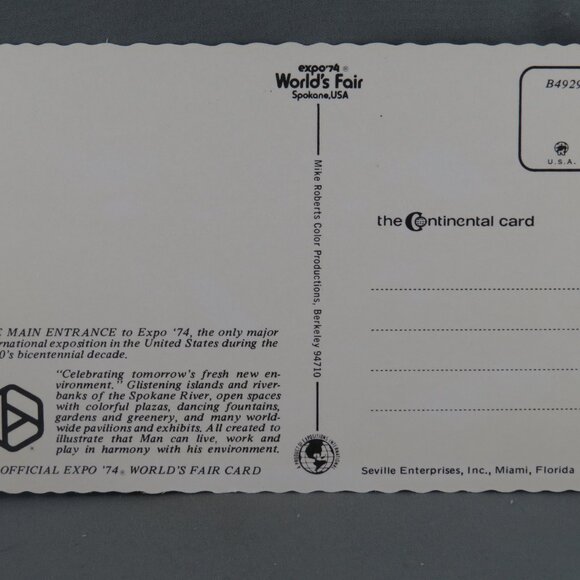 expo'74 ®
World's Fair
Spokane, USA
B4929
U.S.A.
Mike Roberts Color Productions, Berkeley 94710
the Continental card
MAIN ENTRANCE to Expo '74, the only major
exposition in the United States during the
0's bicentennial decade.
"Celebrating tomorrow's fresh new en-
vironment." Glistening islands and river-
banks of the Spokane River, open spaces
with colorful plazas, dancing fountains,
gardens and greenery, and many world-
wide pavilions and exhibits. All created to
illustrate that Man can live, work and
play in harmony with his environment.
OFFICIAL EXPO '74® WORLD'S FAIR CARD
Seville Enterprises, Inc., Miami, Florida